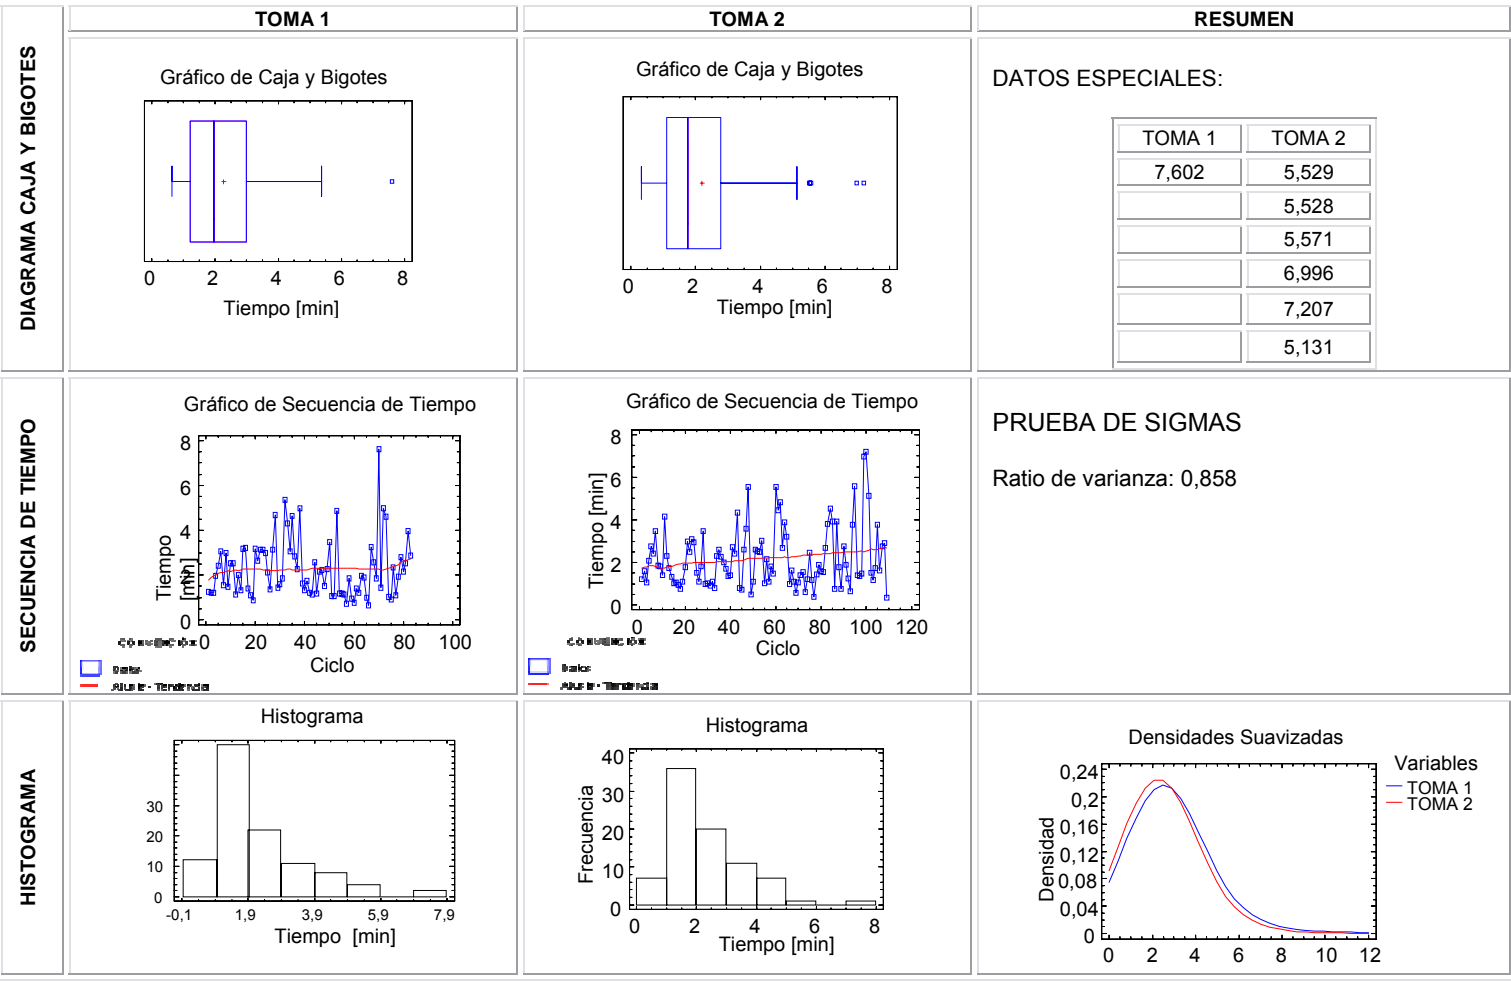 TOMA 1
TOMA 2
RESUMEN
DIAGRAMA CAJA Y BIGOTES
Gráfico de Caja y Bigotes
0 2 4 6 8
Tiempo [min]
Gráfico de Caja y Bigotes
0 2 4 6 8
Tiempo [min]
DATOS ESPECIALES:
TOMA 1 TOMA 2
7,602 5,529
5,528
5,571
6,996
7,207
5,131
SECUENCIA DE TIEMPO
Gráfico de Secuencia de Tiempo
8
6
4
2
0
Tiempo
[min]
0 20 40 60 80 100
Ciclo
Gráfico de Secuencia de Tiempo
8
6
4
2
0
Tiempo [min]
0 20 40 60 80 100 120
Ciclo
PRUEBA DE SIGMAS
Ratio de varianza: 0,858
HISTOGRAMA
Histograma
30
20
10
0
-0,1 1,9 3,9 5,9 7,9
Tiempo [min]
Histograma
40
30
20
10
0
Frecuencia
0 2 4 6 8
Tiempo [min]
Densidades Suavizadas
0,24
0,2
0,16
0,12
0,08
0,04
0
Densidad
0 2 4 6 8 10 12
Variables
TOMA 1
TOMA 2